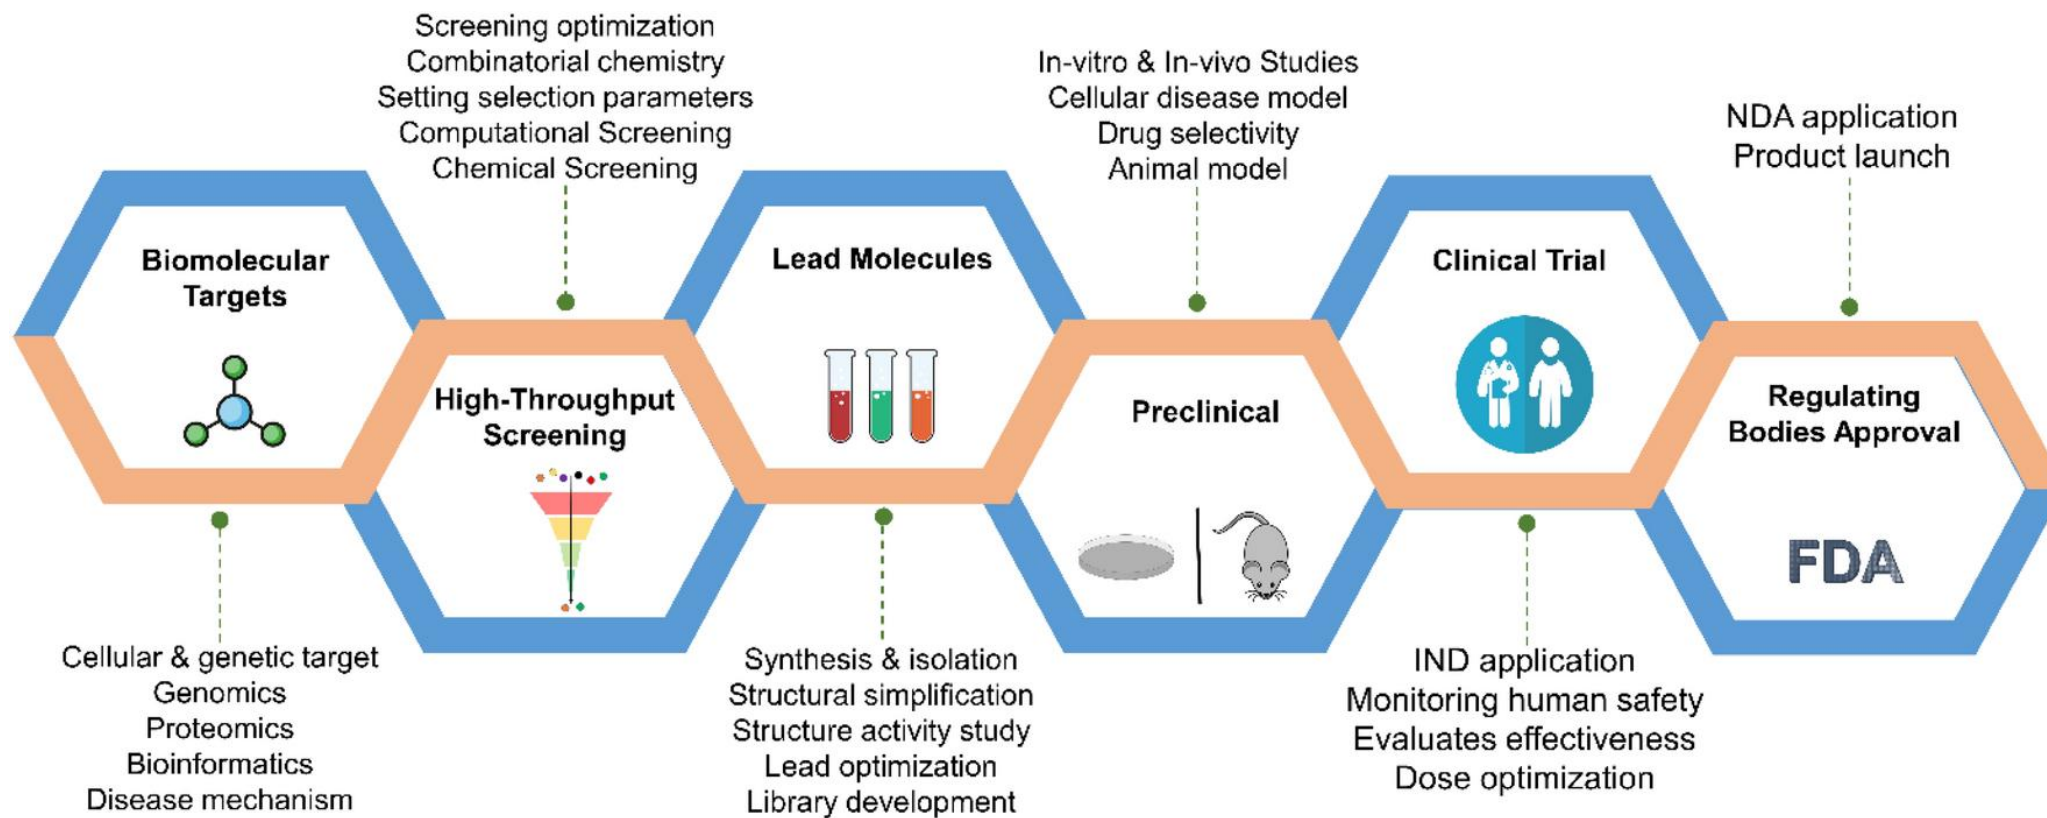 Screening optimization
Combinatorial chemistry
Setting selection parameters
Computational Screening
Chemical Screening
In-vitro & In-vivo Studies
Cellular disease model
Drug selectivity
Animal model
NDA application
Product launch
Biomolecular
Targets
High-Throughput
Screening
Lead Molecules
Preclinical
Clinical Trial
Regulating
Bodies Approval
FDA
Cellular & genetic target
Genomics
Proteomics
Bioinformatics
Disease mechanism
Synthesis & isolation
Structural simplification
Structure activity study
Lead optimization
Library development
IND application
Monitoring human safety
Evaluates effectiveness
Dose optimization